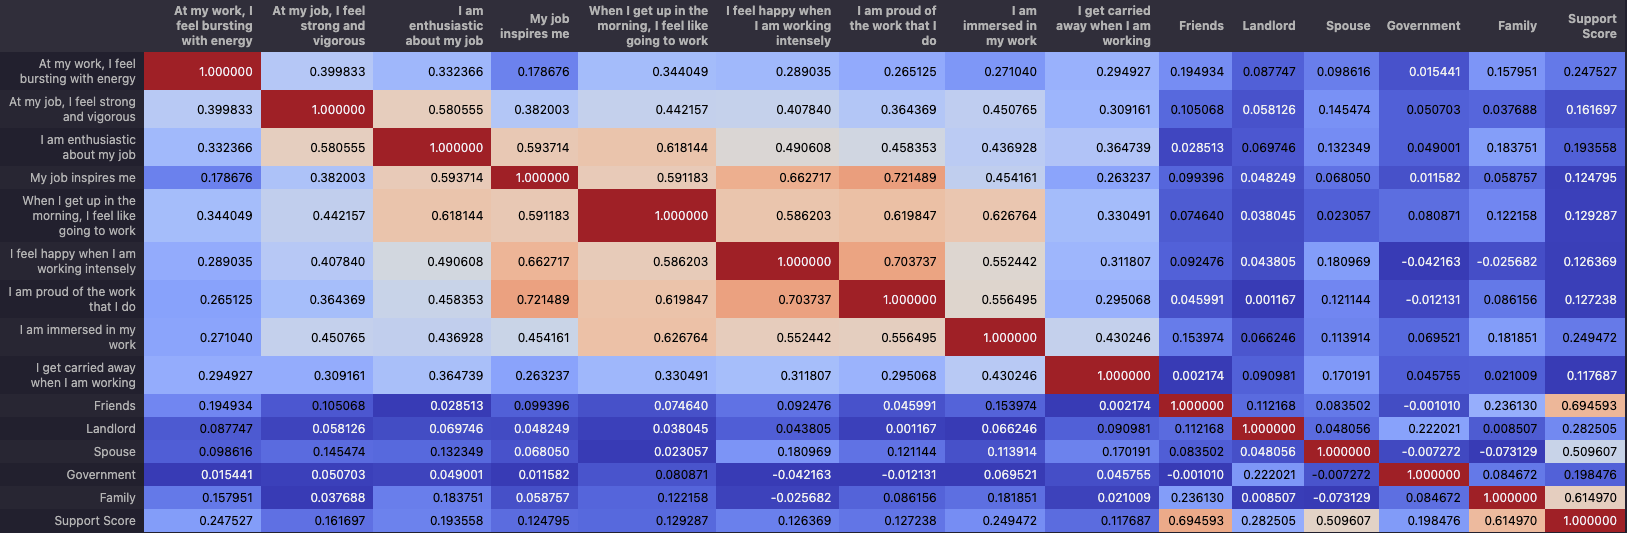 At my work, I feel bursting with energy At my job, I feel strong and vigorous I am enthusiastic about my job My job inspires me When I get up in the morning, I feel like going to work I feel happy when I am working intensely I am proud of the work that I do I am immersed in my work I get carried away when I am working Friends Landlord Spouse Government Family Support Score
At my work, I feel bursting with energy 1.000000 0.399833 0.332366 0.178676 0.344049 0.289035 0.265125 0.271040 0.294927 0.194934 0.087747 0.098616 0.015441 0.157951 0.247527
At my job, I feel strong and vigorous 0.399833 1.000000 0.580555 0.382003 0.442157 0.407840 0.364369 0.450765 0.309161 0.105068 0.058126 0.145474 0.050703 0.037688 0.161697
I am enthusiastic about my job 0.332366 0.580555 1.000000 0.593714 0.618144 0.490608 0.458353 0.436928 0.364739 0.028513 0.069746 0.132349 0.049001 0.183751 0.193558
My job inspires me 0.178676 0.382003 0.593714 1.000000 0.591183 0.662717 0.721489 0.454161 0.263237 0.099396 0.048249 0.068050 0.011582 0.058757 0.124795
When I get up in the morning, I feel like going to work 0.344049 0.442157 0.618144 0.591183 1.000000 0.586203 0.619847 0.626764 0.330491 0.074640 0.038045 0.023057 0.080871 0.122158 0.129287
I feel happy when I am working intensely 0.289035 0.407840 0.490608 0.662717 0.586203 1.000000 0.703737 0.552442 0.311807 0.092476 0.043805 0.180969 -0.042163 -0.025682 0.126369
I am proud of the work that I do 0.265125 0.364369 0.458353 0.721489 0.619847 0.703737 1.000000 0.556495 0.295068 0.045991 0.001167 0.121144 -0.012131 0.086156 0.127238
I am immersed in my work 0.271040 0.450765 0.436928 0.454161 0.626764 0.552442 0.556495 1.000000 0.430246 0.153974 0.066246 0.113914 0.069521 0.181851 0.249472
I get carried away when I am working 0.294927 0.309161 0.364739 0.263237 0.330491 0.311807 0.295068 0.430246 1.000000 0.002174 0.090981 0.170191 0.045755 0.021009 0.117687
Friends 0.194934 0.105068 0.028513 0.099396 0.074640 0.092476 0.045991 0.153974 0.002174 1.000000 0.112168 0.083502 -0.001010 0.236130 0.694593
Landlord 0.087747 0.058126 0.069746 0.048249 0.038045 0.043805 0.001167 0.066246 0.090981 0.112168 1.000000 0.048056 0.222021 0.008507 0.282505
Spouse 0.098616 0.145474 0.132349 0.068050 0.023057 0.180969 0.121144 0.113914 0.170191 0.083502 0.048056 1.000000 -0.007272 -0.073129 0.509607
Government 0.015441 0.050703 0.049001 0.011582 0.080871 -0.042163 -0.012131 0.069521 0.045755 -0.001010 0.222021 -0.007272 1.000000 0.084672 0.198476
Family 0.157951 0.037688 0.183751 0.058757 0.122158 -0.025682 0.086156 0.181851 0.021009 0.236130 0.008507 -0.073129 0.084672 1.000000 0.614970
Support Score 0.247527 0.161697 0.193558 0.124795 0.129287 0.126369 0.127238 0.249472 0.117687 0.694593 0.282505 0.509607 0.198476 0.614970 1.000000